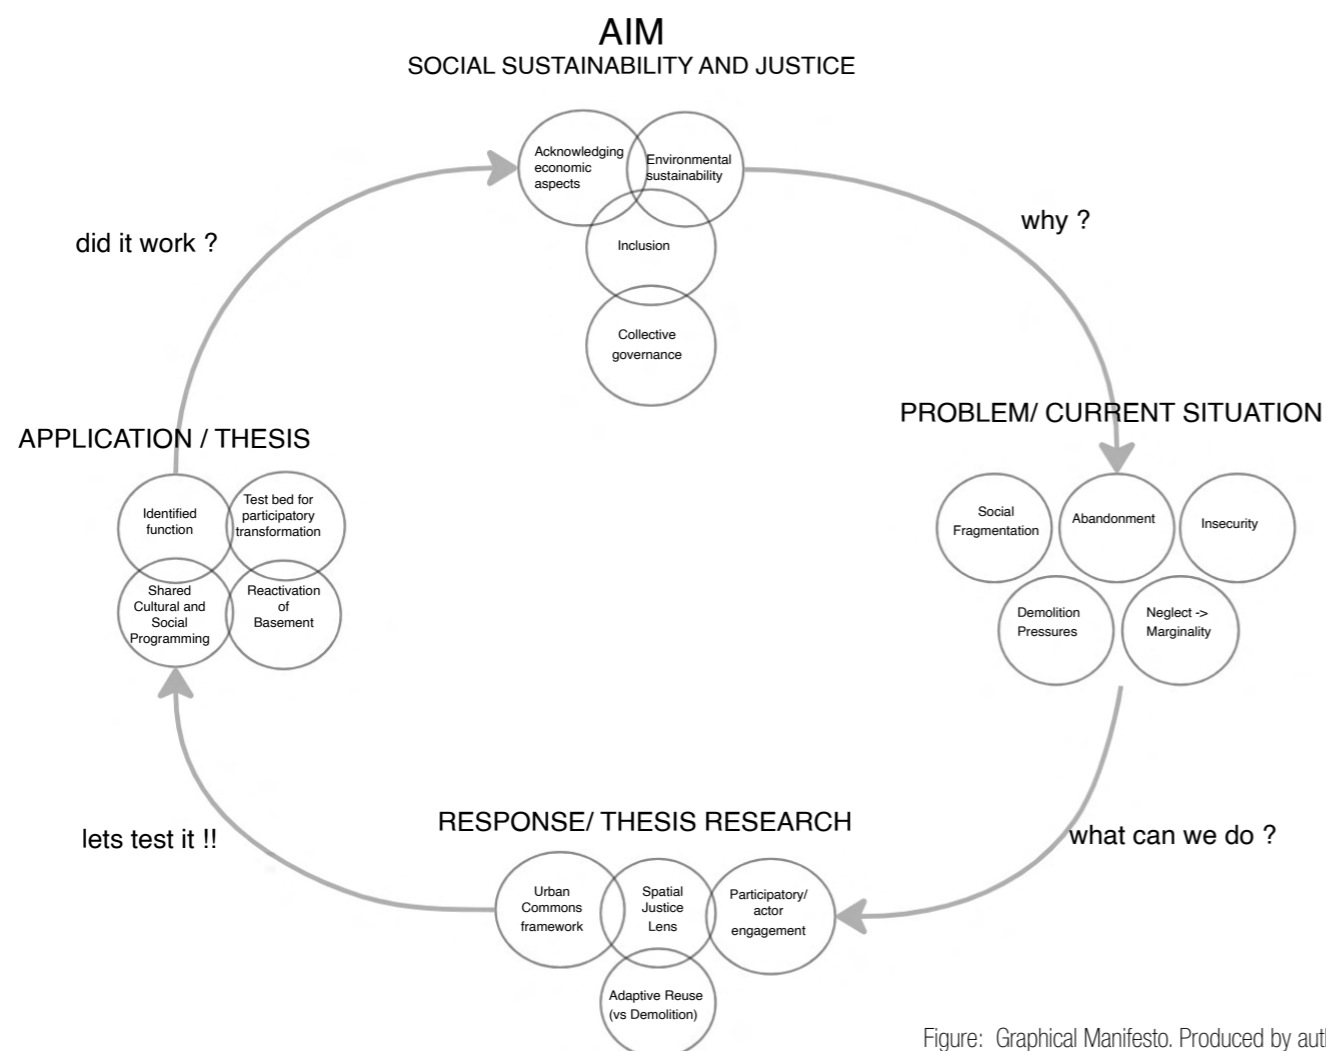 AIM
SOCIAL SUSTAINABILITY AND JUSTICE
Acknowledging
economic
aspects
Environmental
sustainability
Inclusion
Collective
governance
why ?
PROBLEM/ CURRENT SITUATION
Social
Fragmentation
Abandonment
Insecurity
Demolition
Pressures
Neglect ->
Marginality
what can we do ?
RESPONSE/ THESIS RESEARCH
Urban
Commons
framework
Spatial
Justice
Lens
Participatory/
actor
engagement
Adaptive Reuse
(vs Demolition)
lets test it !!
APPLICATION / THESIS
Identified
function
Test bed for
participatory
transformation
Shared
Cultural and
Social
Programming
Reactivation
of
Basement
did it work ?
Figure: Graphical Manifesto. Produced by